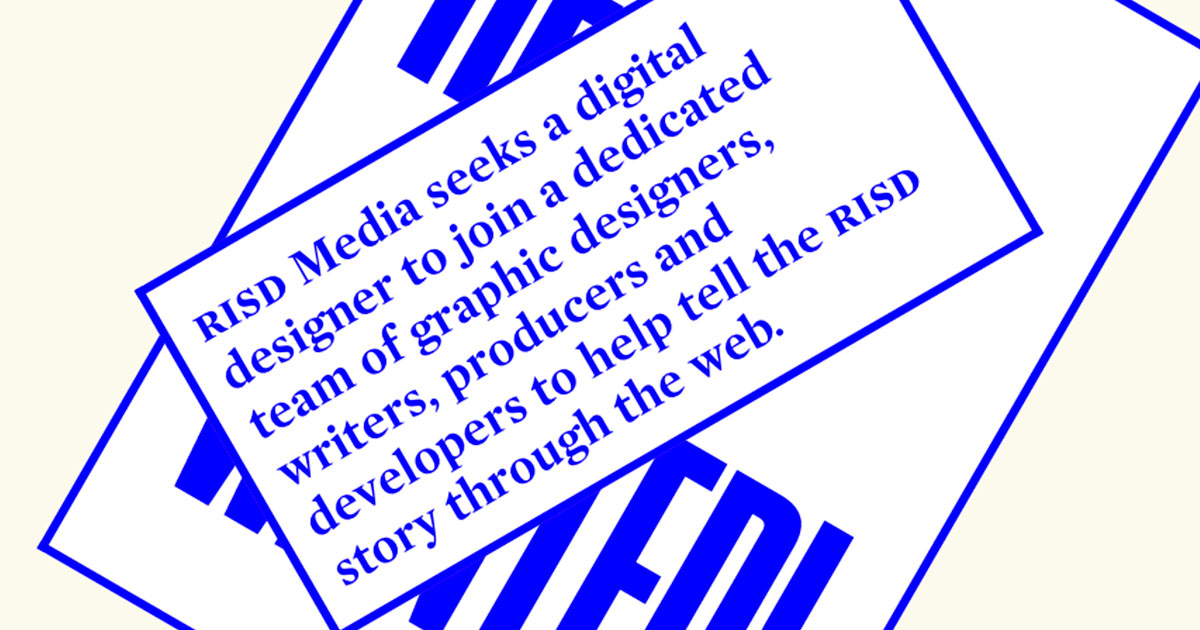 RISD Media seeks a digital
designer to join a dedicated
team of graphic designers,
writers, producers and
developers to help tell the RISD
story through the web.